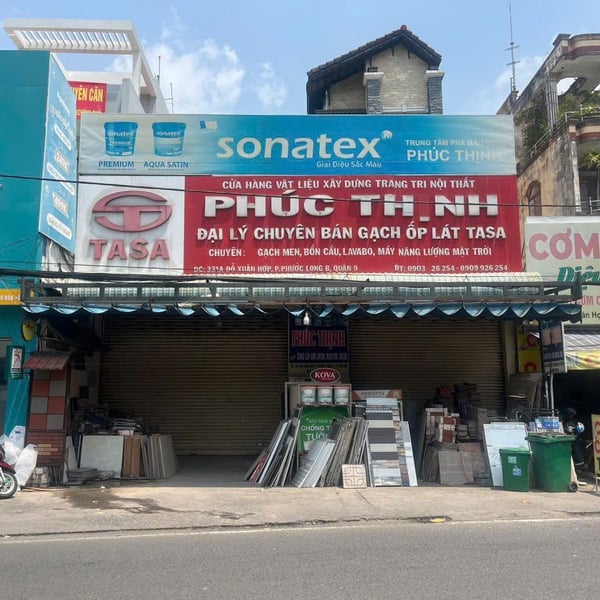 sonatex
Giai Điệu Sắc Màu
PREMIUM
AQUA SATIN
TRUNG TÂM PHA MÀU
PHÚC THỊNH
TASA
CỬA HÀNG VẬT LIỆU XÂY DỰNG TRANG TRI NỘI THẤT
PHÚC TH_NH
ĐẠI LÝ CHUYÊN BÁN GẠCH ỐP LÁT TASA
CHUYÊN: GẠCH MEN, BỒN CẦU, LAVABO, MÁY NĂNG LƯỢNG MẶT TRỜI
ĐC: 331A ĐỖ XUÂN HỢP, P.PHƯỚC LONG B, QUẬN 9
ĐT: 0903 26 254 - 0909 926 254
CƠM
PHÚC THỊNH
KOVA
CHỐNG